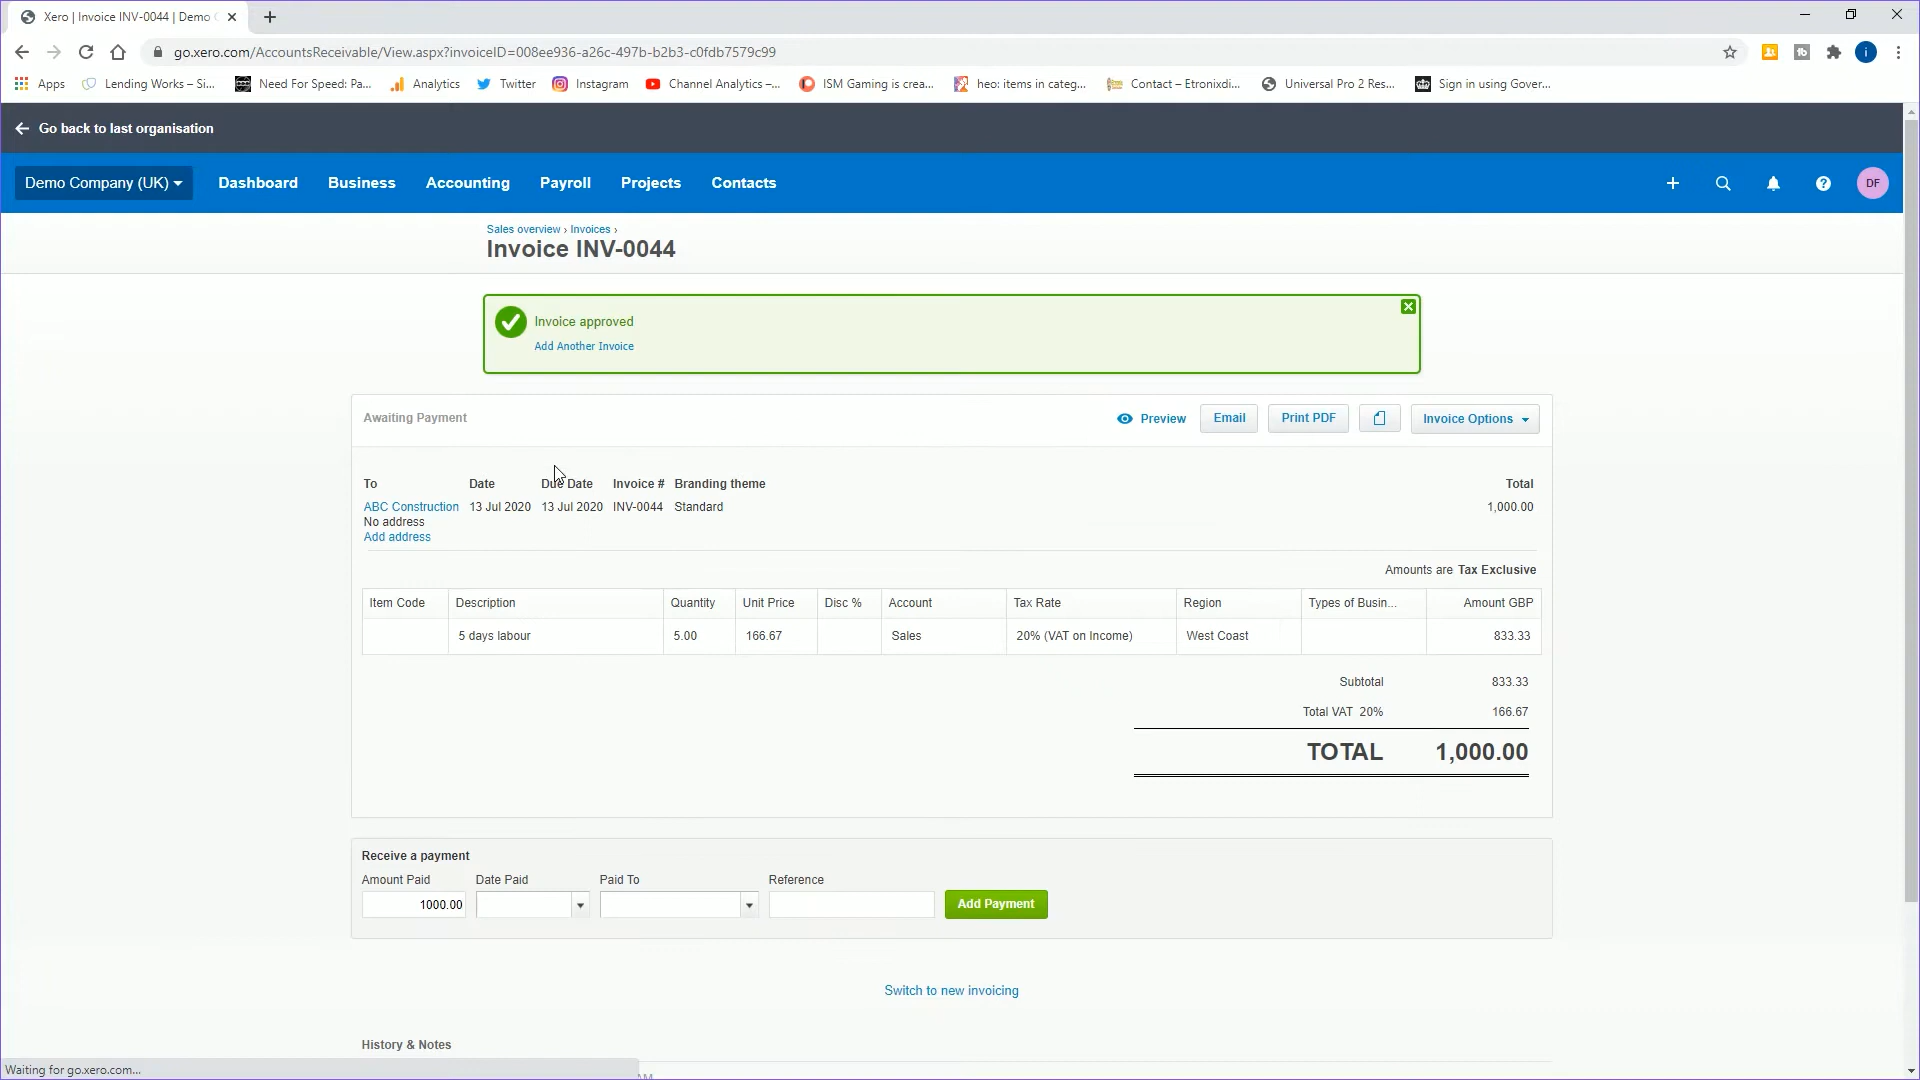 Xero | Invoice INV-0044 | Demo
go.xero.com/AccountsReceivable/View.aspx?invoiceID=008ee936-a26c-497b-b2b3-c0fdb7579c99
i
Apps
Lending Works – Si...
Need For Speed: Pa...
Analytics
Twitter
Instagram
Channel Analytics –...
ISM Gaming is crea...
heo: items in categ...
Contact – Etronixdi...
Universal Pro 2 Res...
Sign in using Gover...
Go back to last organisation
Demo Company (UK)
Dashboard
Business
Accounting
Payroll
Projects
Contacts
DF
Sales overview › Invoices ›
Invoice INV-0044
Invoice approved
Add Another Invoice
Awaiting Payment
Preview
Email
Print PDF
Invoice Options
To Date Due Date Invoice # Branding theme Total
ABC Construction 13 Jul 2020 13 Jul 2020 INV-0044 Standard 1,000.00
No address
Add address
Amounts are Tax Exclusive
Item Code Description Quantity Unit Price Disc % Account Tax Rate Region Types of Busin... Amount GBP
5 days labour 5.00 166.67 Sales 20% (VAT on Income) West Coast 833.33
Subtotal 833.33
Total VAT 20% 166.67
TOTAL 1,000.00
Receive a payment
Amount Paid Date Paid Paid To Reference
1000.00 Add Payment
Switch to new invoicing
History & Notes
Waiting for go.xero.com...